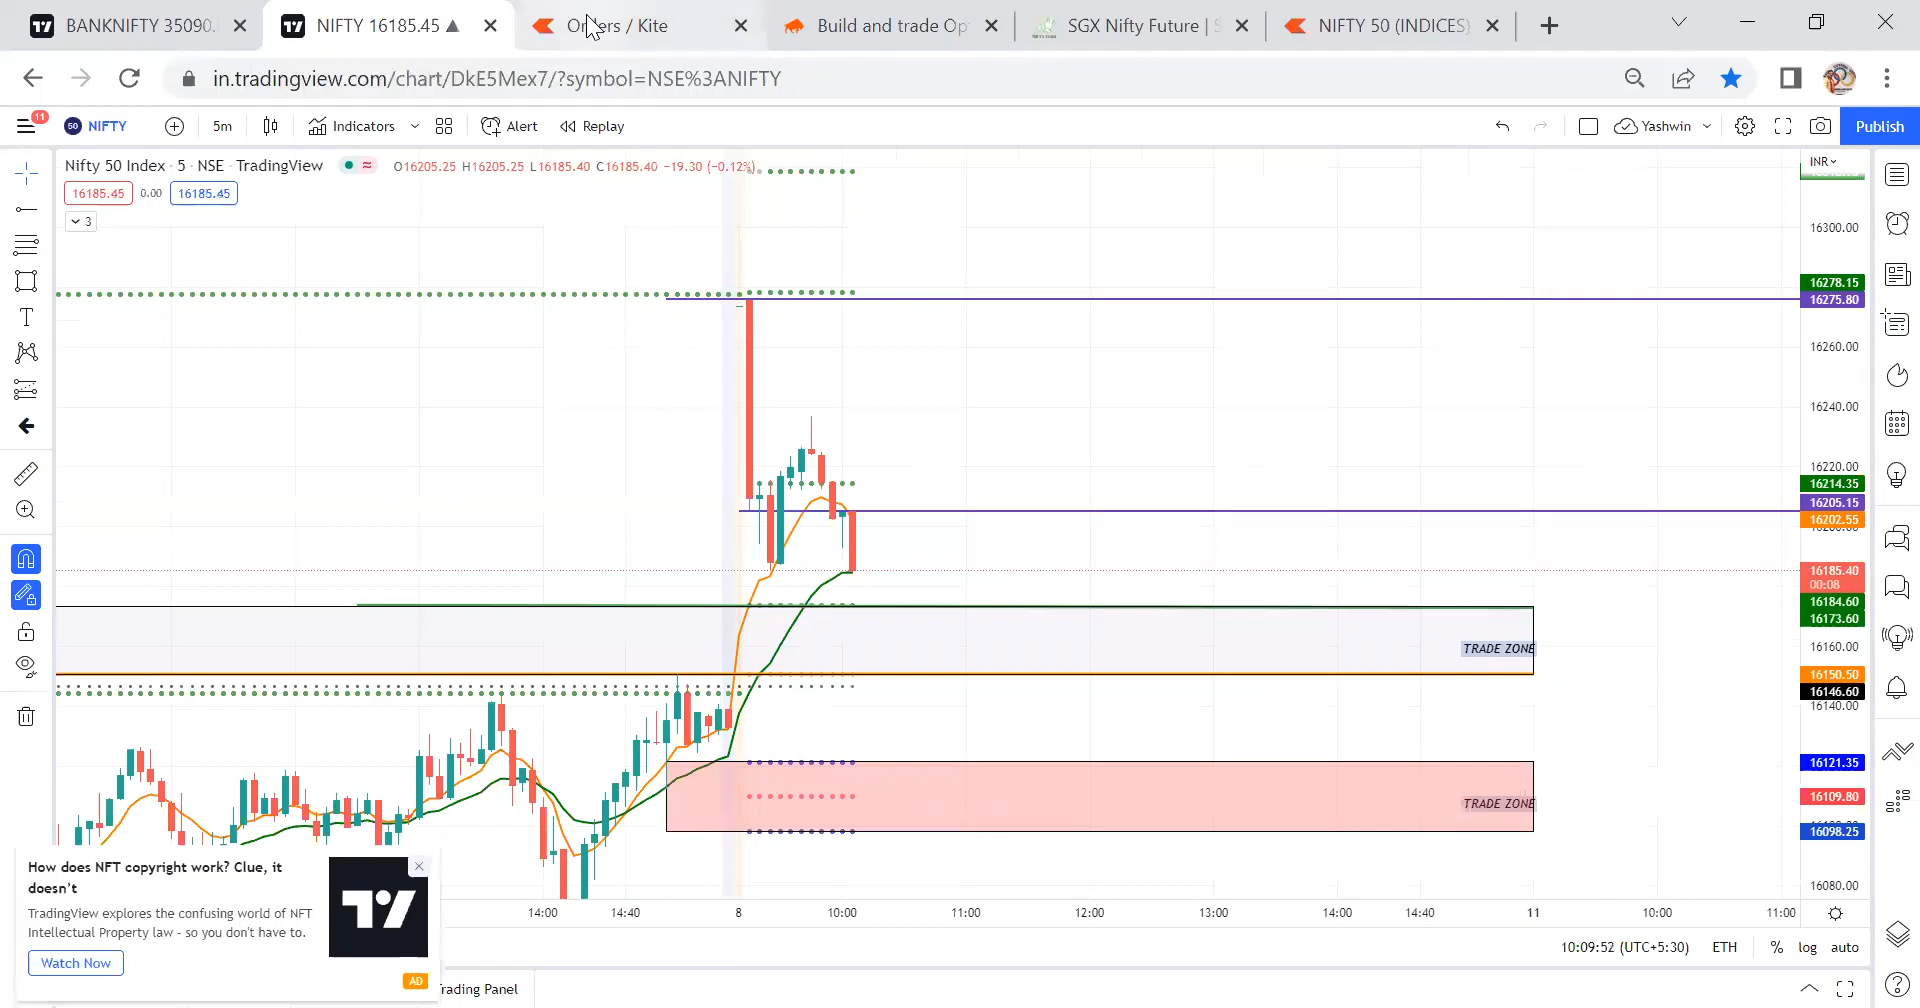 BANKNIFTY 35090.
NIFTY 16185.45 ▲
Orders / Kite
Build and trade Op
SGX Nifty Future | S
NIFTY 50 (INDICES)
in.tradingview.com/chart/DkE5Mex7/?symbol=NSE%3ANIFTY
11
50 NIFTY
5m
Indicators
Alert
Replay
Yashwin
Publish
Nifty 50 Index · 5 · NSE · TradingView
O16205.25 H16205.25 L16185.40 C16185.40 −19.30 (−0.12%)
INR
16185.45 0.00 16185.45
3
16300.00
16278.15
16275.80
16260.00
16240.00
16220.00
16214.35
16205.15
16202.55
16185.40
00:08
16184.60
16173.60
16160.00
TRADE ZONE
16150.50
16146.60
16140.00
16121.35
16109.80
TRADE ZONE
16098.25
16080.00
How does NFT copyright work? Clue, it
doesn't
TradingView explores the confusing world of NFT
Intellectual Property law - so you don't have to.
Watch Now
AD
14:00 14:40 8 10:00 11:00 12:00 13:00 14:00 14:40 11 10:00 11:00
10:09:52 (UTC+5:30) ETH % log auto
Trading Panel